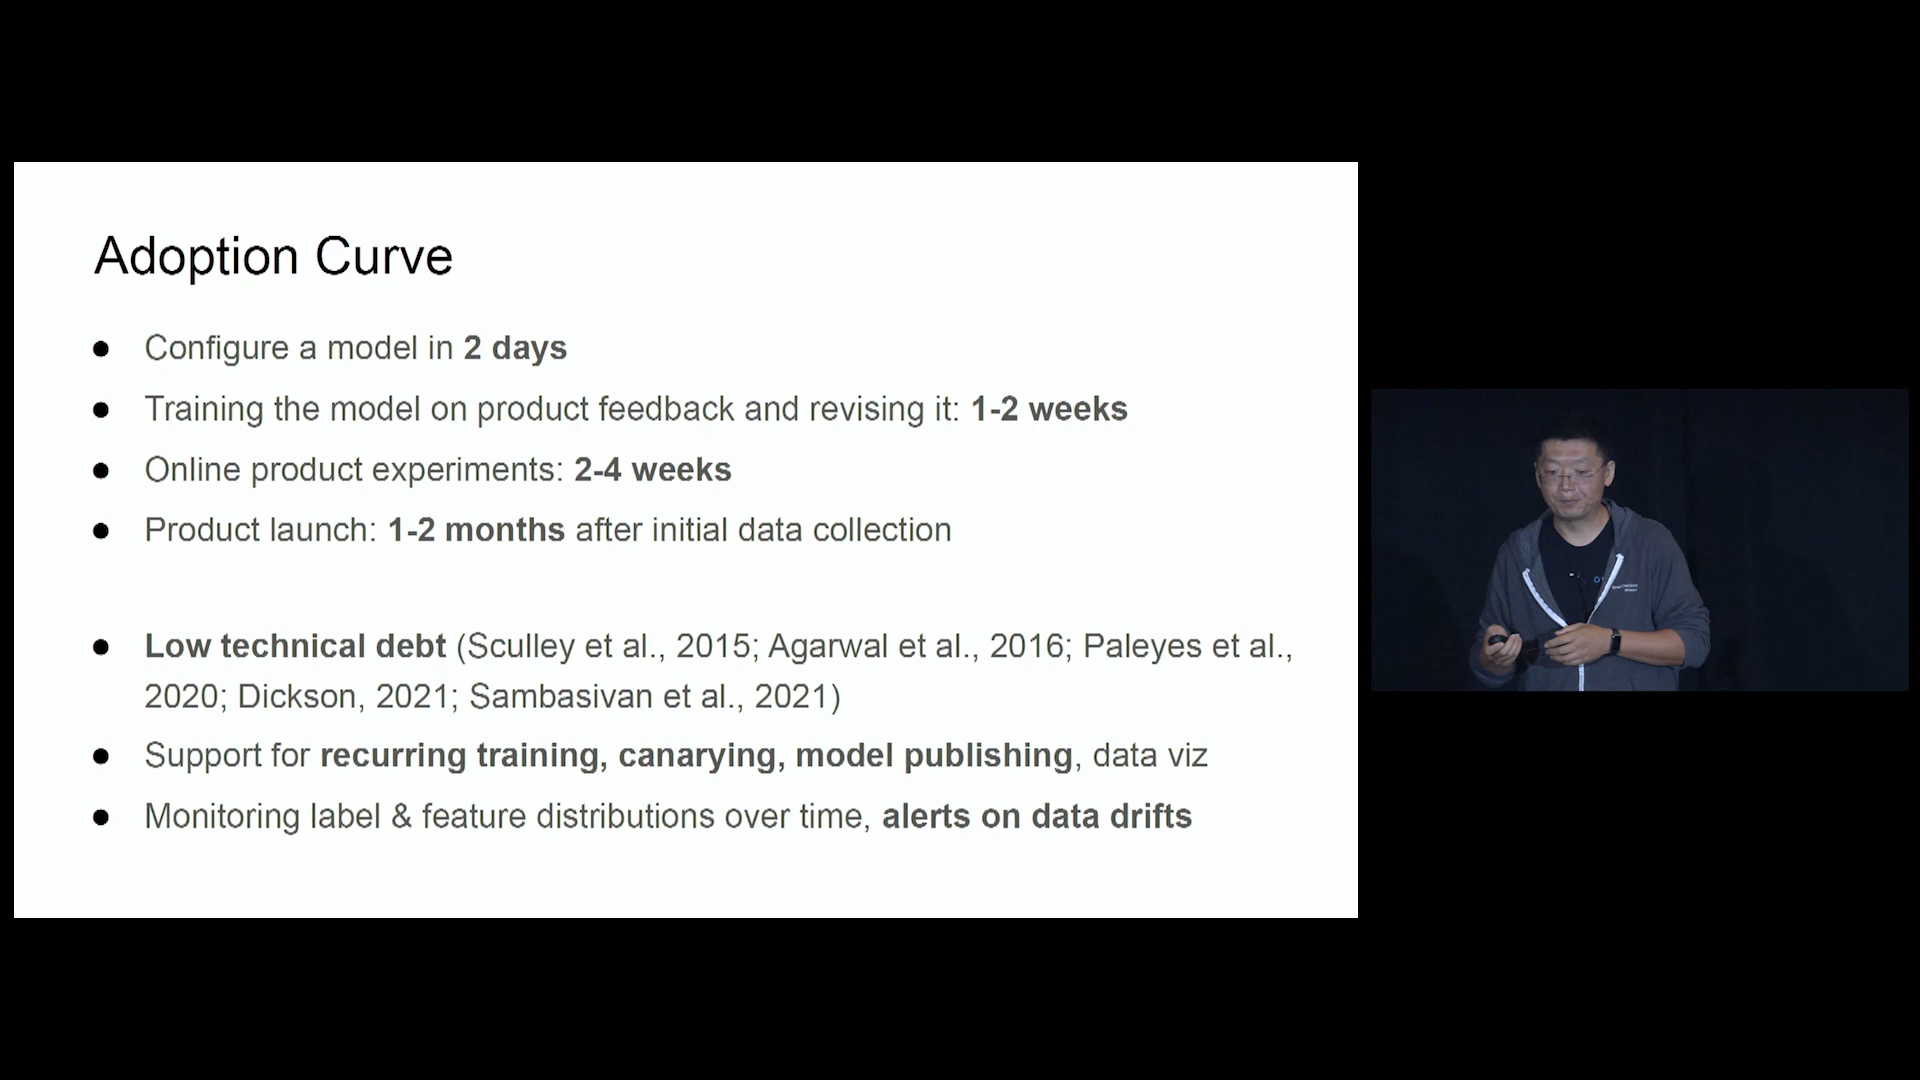 Adoption Curve
● Configure a model in 2 days
● Training the model on product feedback and revising it: 1-2 weeks
● Online product experiments: 2-4 weeks
● Product launch: 1-2 months after initial data collection
● Low technical debt (Sculley et al., 2015; Agarwal et al., 2016; Paleyes et al.,
2020; Dickson, 2021; Sambasivan et al., 2021)
● Support for recurring training, canarying, model publishing, data viz
● Monitoring label & feature distributions over time, alerts on data drifts